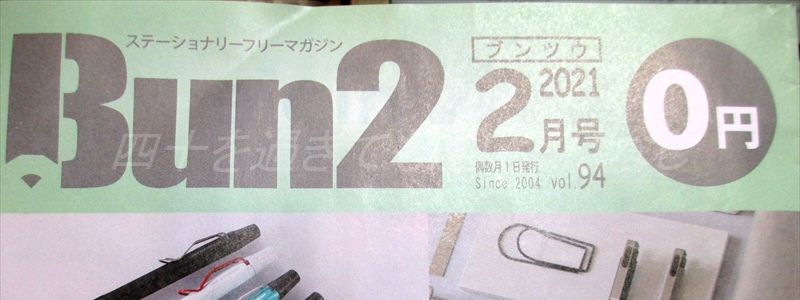 ステーショナリーフリーマガジン
Bun2
ブンツウ
2021
2月号
偶数月1日発行
Since 2004 vol.94
0円
四十を過ぎて